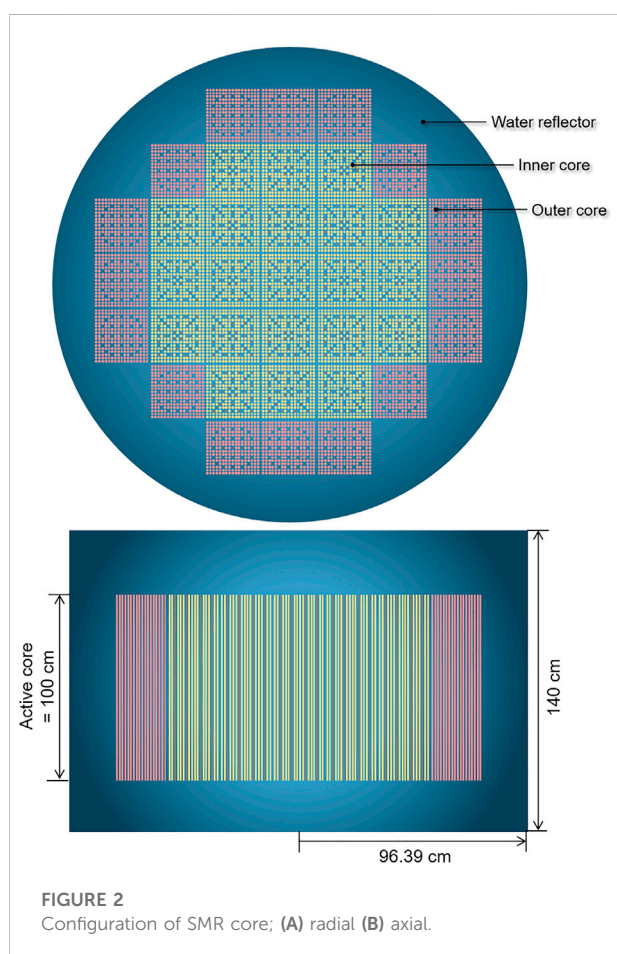 Water reflector
Inner core
Outer core
Active core
= 100 cm
140 cm
96.39 cm
FIGURE 2
Configuration of SMR core; (A) radial (B) axial.